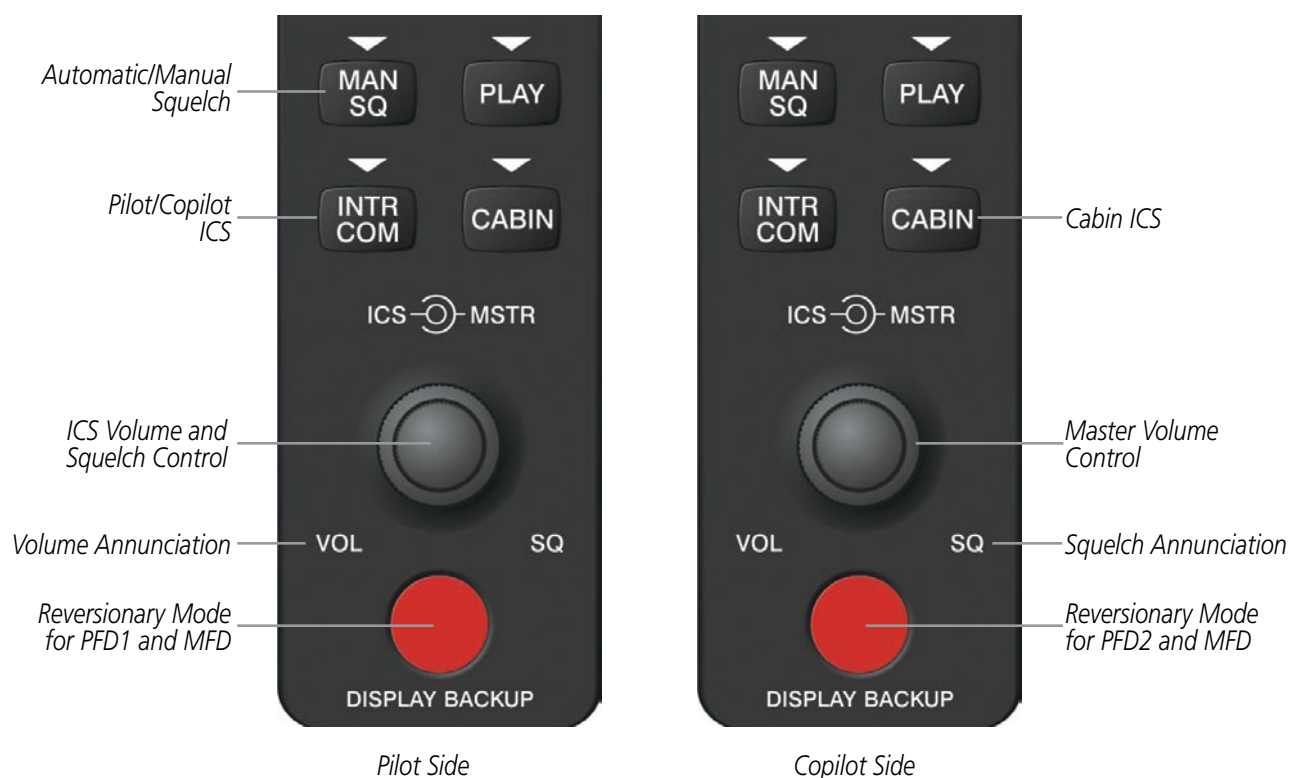 Automatic/Manual
Squelch
MAN
SQ
PLAY
Pilot/Copilot
ICS
INTR
COM
CABIN
ICS
MSTR
ICS Volume and
Squelch Control
Volume Annunciation
VOL
SQ
Reversionary Mode
for PFD1 and MFD
DISPLAY BACKUP
Pilot Side
MAN
SQ
PLAY
INTR
COM
CABIN
Cabin ICS
ICS
MSTR
Master Volume
Control
VOL
SQ
Squelch Annunciation
Reversionary Mode
for PFD2 and MFD
DISPLAY BACKUP
Copilot Side